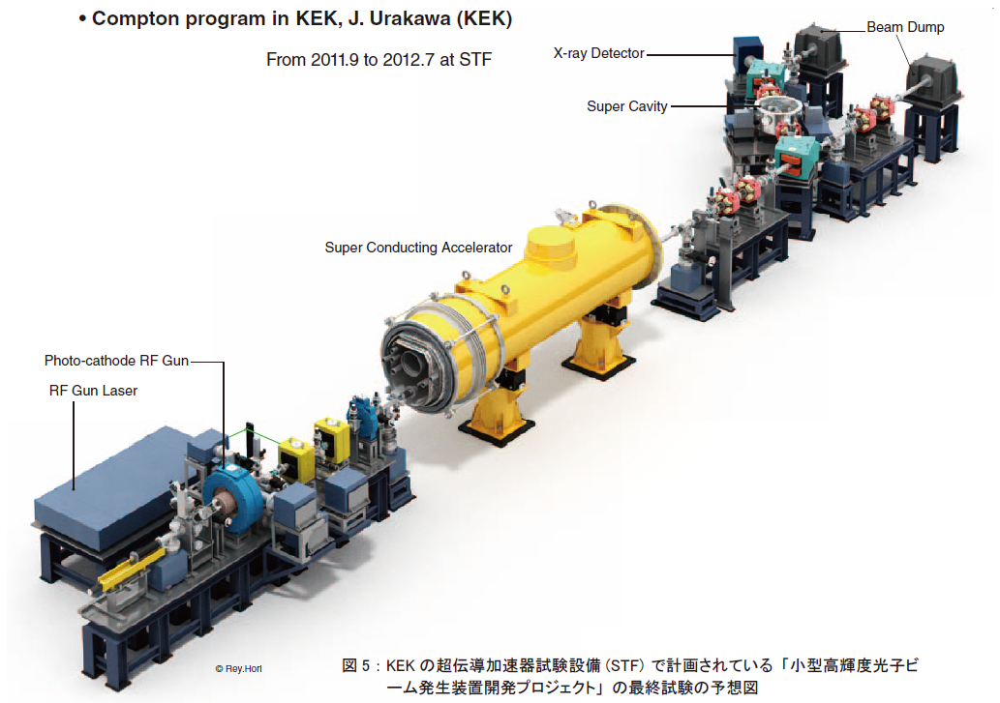 • Compton program in KEK, J. Urakawa (KEK)
From 2011.9 to 2012.7 at STF
Beam Dump
X-ray Detector
Super Cavity
Super Conducting Accelerator
Photo-cathode RF Gun
RF Gun Laser
© Rey.Hori
図 5：KEK の超伝導加速器試験設備 (STF) で計画されている「小型高輝度光子ビ
ーム発生装置開発プロジェクト」の最終試験の予想図